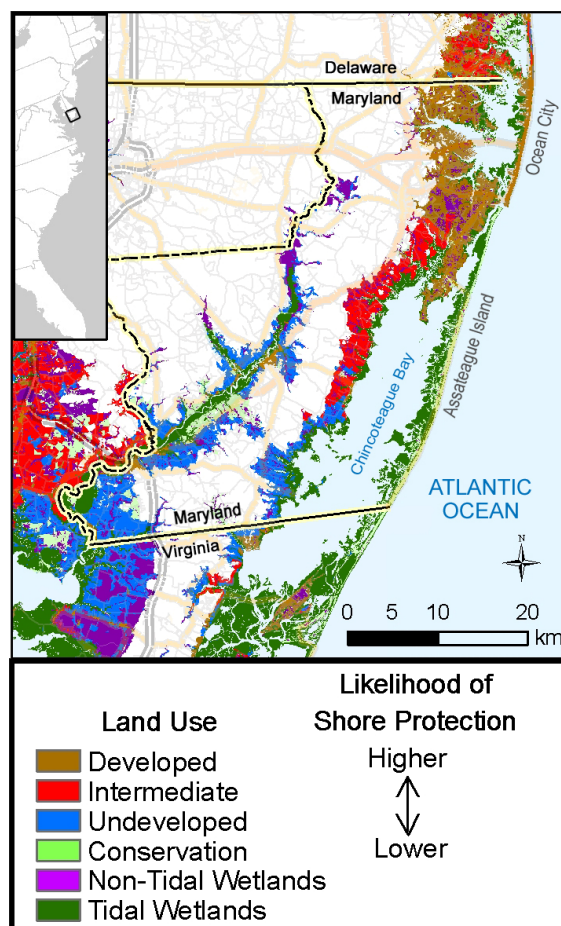 Delaware
Maryland
Ocean City
Assateague Island
Chincoteague Bay
ATLANTIC
OCEAN
Maryland
Virginia
N
0 5 10 20
km
Land Use
Likelihood of
Shore Protection
Developed
Intermediate
Undeveloped
Conservation
Non-Tidal Wetlands
Tidal Wetlands
Higher
Lower